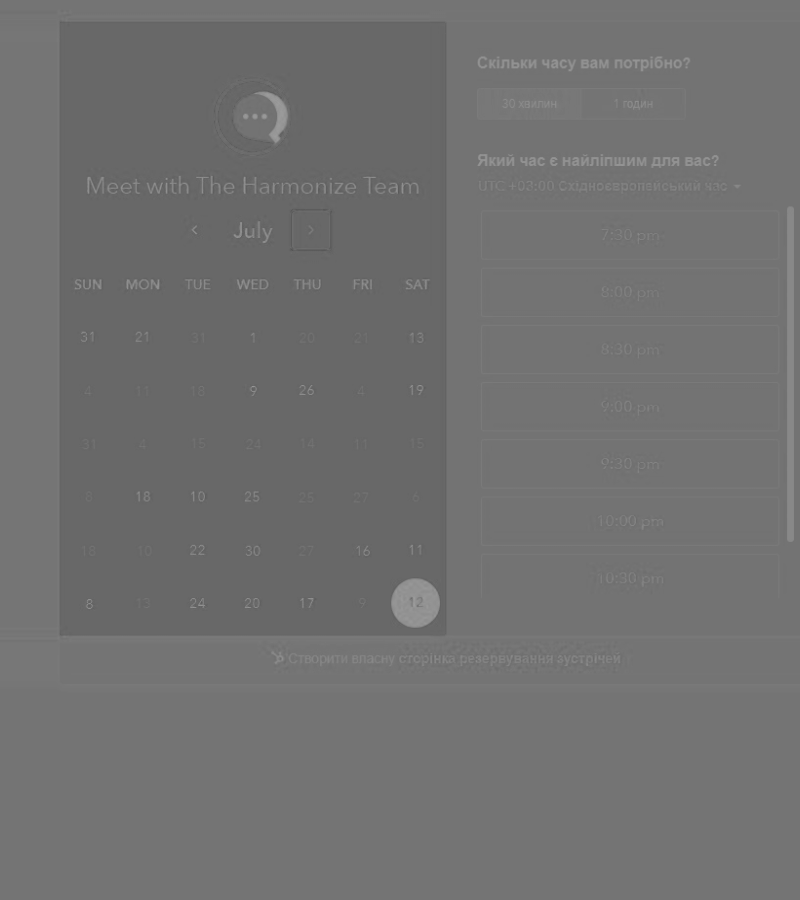 Meet with The Harmonize Team
July
SUN MON TUE WED THU FRI SAT
31 21 31 1 20 21 13
4 11 18 9 26 4 19
31 4 15 24 14 11 15
8 18 10 25 25 27 6
18 10 22 30 27 16 11
8 13 24 20 17 9 12
Скільки часу вам потрібно?
30 хвилин 1 годин
Який час є найліпшим для вас?
UTC +03:00 Східноєвропейський час
7:30 pm
8:00 pm
8:30 pm
9:00 pm
9:30 pm
10:00 pm
10:30 pm
Створити власну сторінка резервування зустрічей